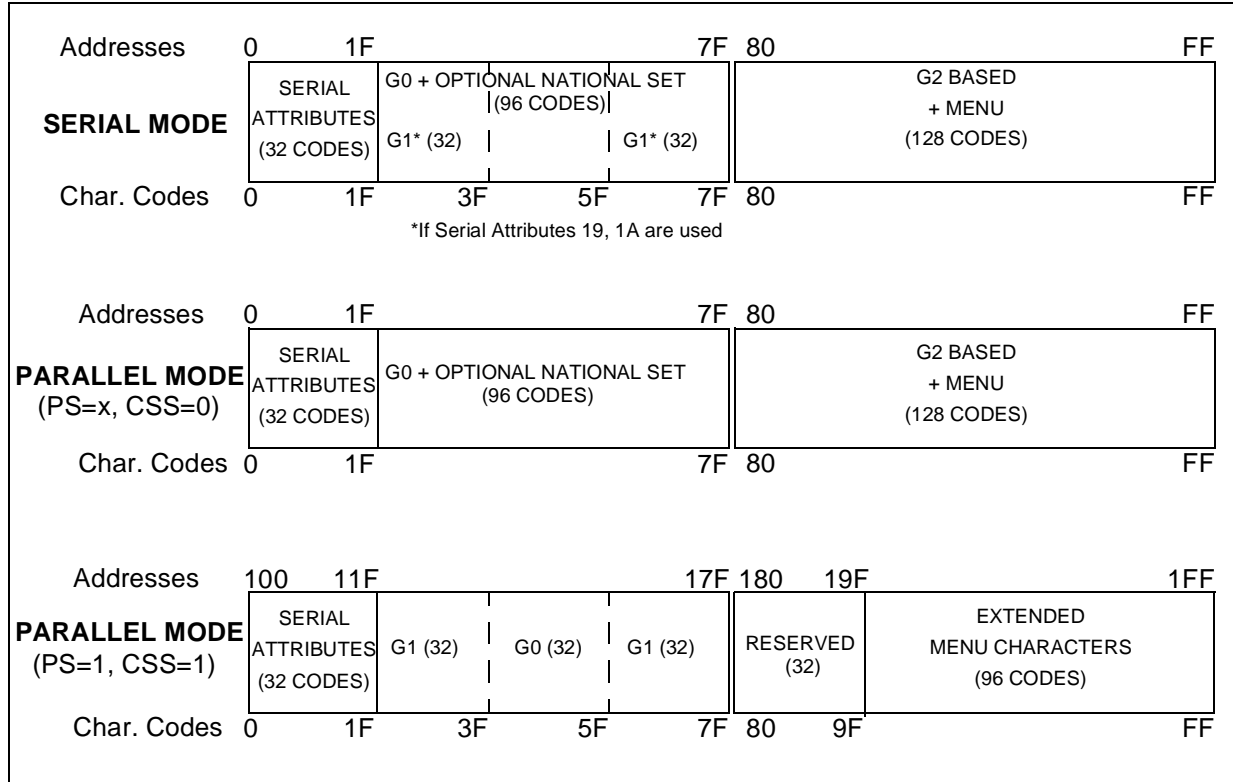 Addresses 0 1F 7F 80 FF
SERIAL G0 + OPTIONAL NATIONAL SET G2 BASED
SERIAL MODE ATTRIBUTES (96 CODES) + MENU
(32 CODES) G1* (32) G1* (32) (128 CODES)
Char. Codes 0 1F 3F 5F 7F 80 FF
*If Serial Attributes 19, 1A are used
Addresses 0 1F 7F 80 FF
SERIAL G2 BASED
PARALLEL MODE ATTRIBUTES G0 + OPTIONAL NATIONAL SET + MENU
(PS=x, CSS=0) (32 CODES) (96 CODES) (128 CODES)
Char. Codes 0 1F 7F 80 FF
Addresses 100 11F 17F 180 19F 1FF
SERIAL EXTENDED
PARALLEL MODE ATTRIBUTES G1 (32) G0 (32) G1 (32) RESERVED MENU CHARACTERS
(PS=1, CSS=1) (32 CODES) (32) (96 CODES)
Char. Codes 0 1F 3F 5F 7F 80 9F FF